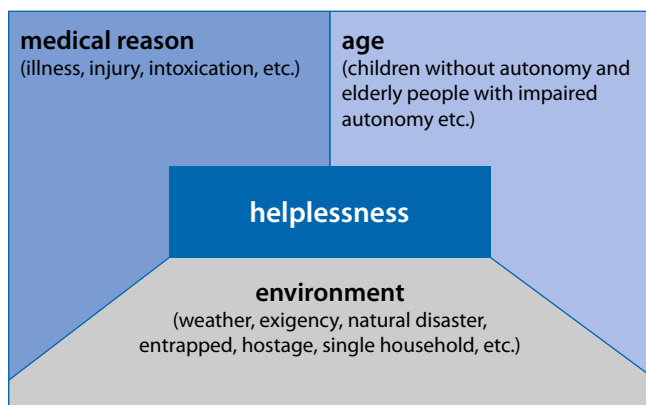 medical reason
(illness, injury, intoxication, etc.)
age
(children without autonomy and
elderly people with impaired
autonomy etc.)
helplessness
environment
(weather, exigency, natural disaster,
entrapped, hostage, single household, etc.)